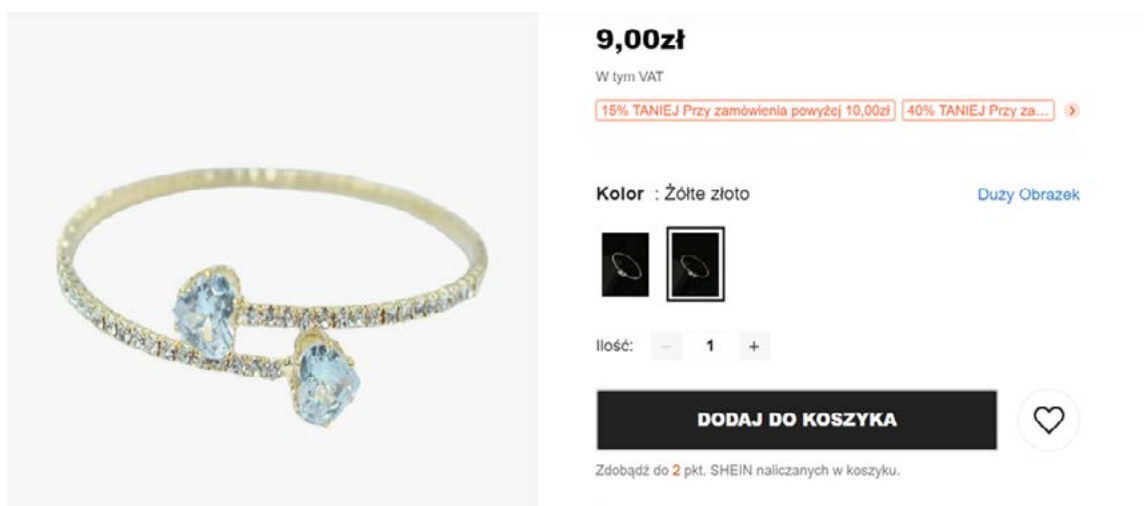 9,00zł
W tym VAT
15% TANIEJ Przy zamówienia powyżej 10,00zł 40% TANIEJ Przy za...
Kolor : Żółte złoto Duży Obrazek
Ilość: − 1 +
DODAJ DO KOSZYKA
Zdobądź do 2 pkt. SHEIN naliczanych w koszyku.